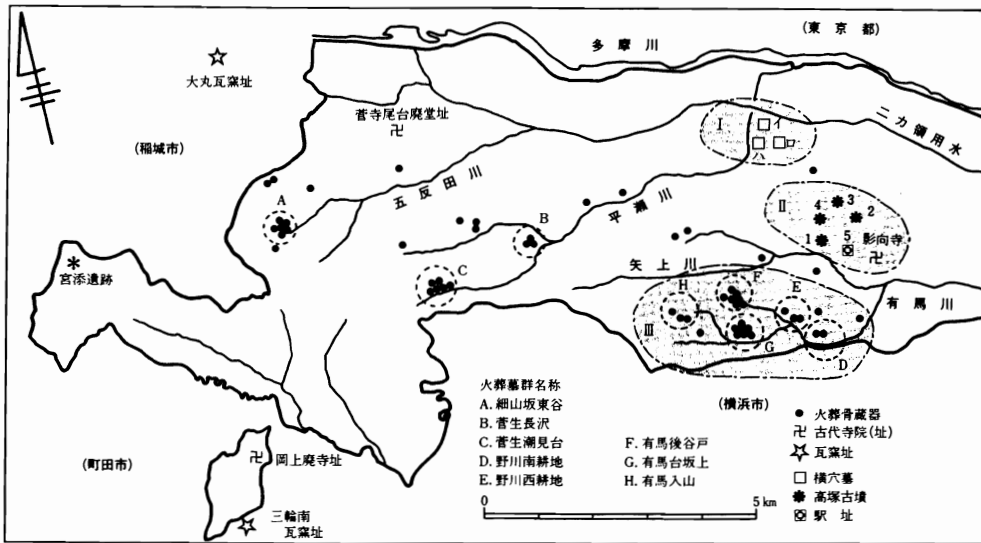 (東京都)
多摩川
大丸瓦窯址
菅寺尾台廃堂址
卍
二カ領用水
(稲城市)
Ⅰ
イ
ロ
ハ
五反田川
平瀬川
A
B
C
Ⅱ
3
4
2
1
5
影向寺
卍
宮添遺跡
矢上川
有馬川
F
H
E
Ⅲ
G
D
(横浜市)
(町田市)
岡上廃寺址
卍
三輪南
瓦窯址
火葬墓群名称
A. 細山坂東谷
B. 菅生長沢
C. 菅生潮見台
D. 野川南耕地
E. 野川西耕地
F. 有馬後谷戸
G. 有馬台坂上
H. 有馬入山
0 5 km
火葬骨蔵器
卍 古代寺院(址)
瓦窯址
横穴墓
高塚古墳
駅址